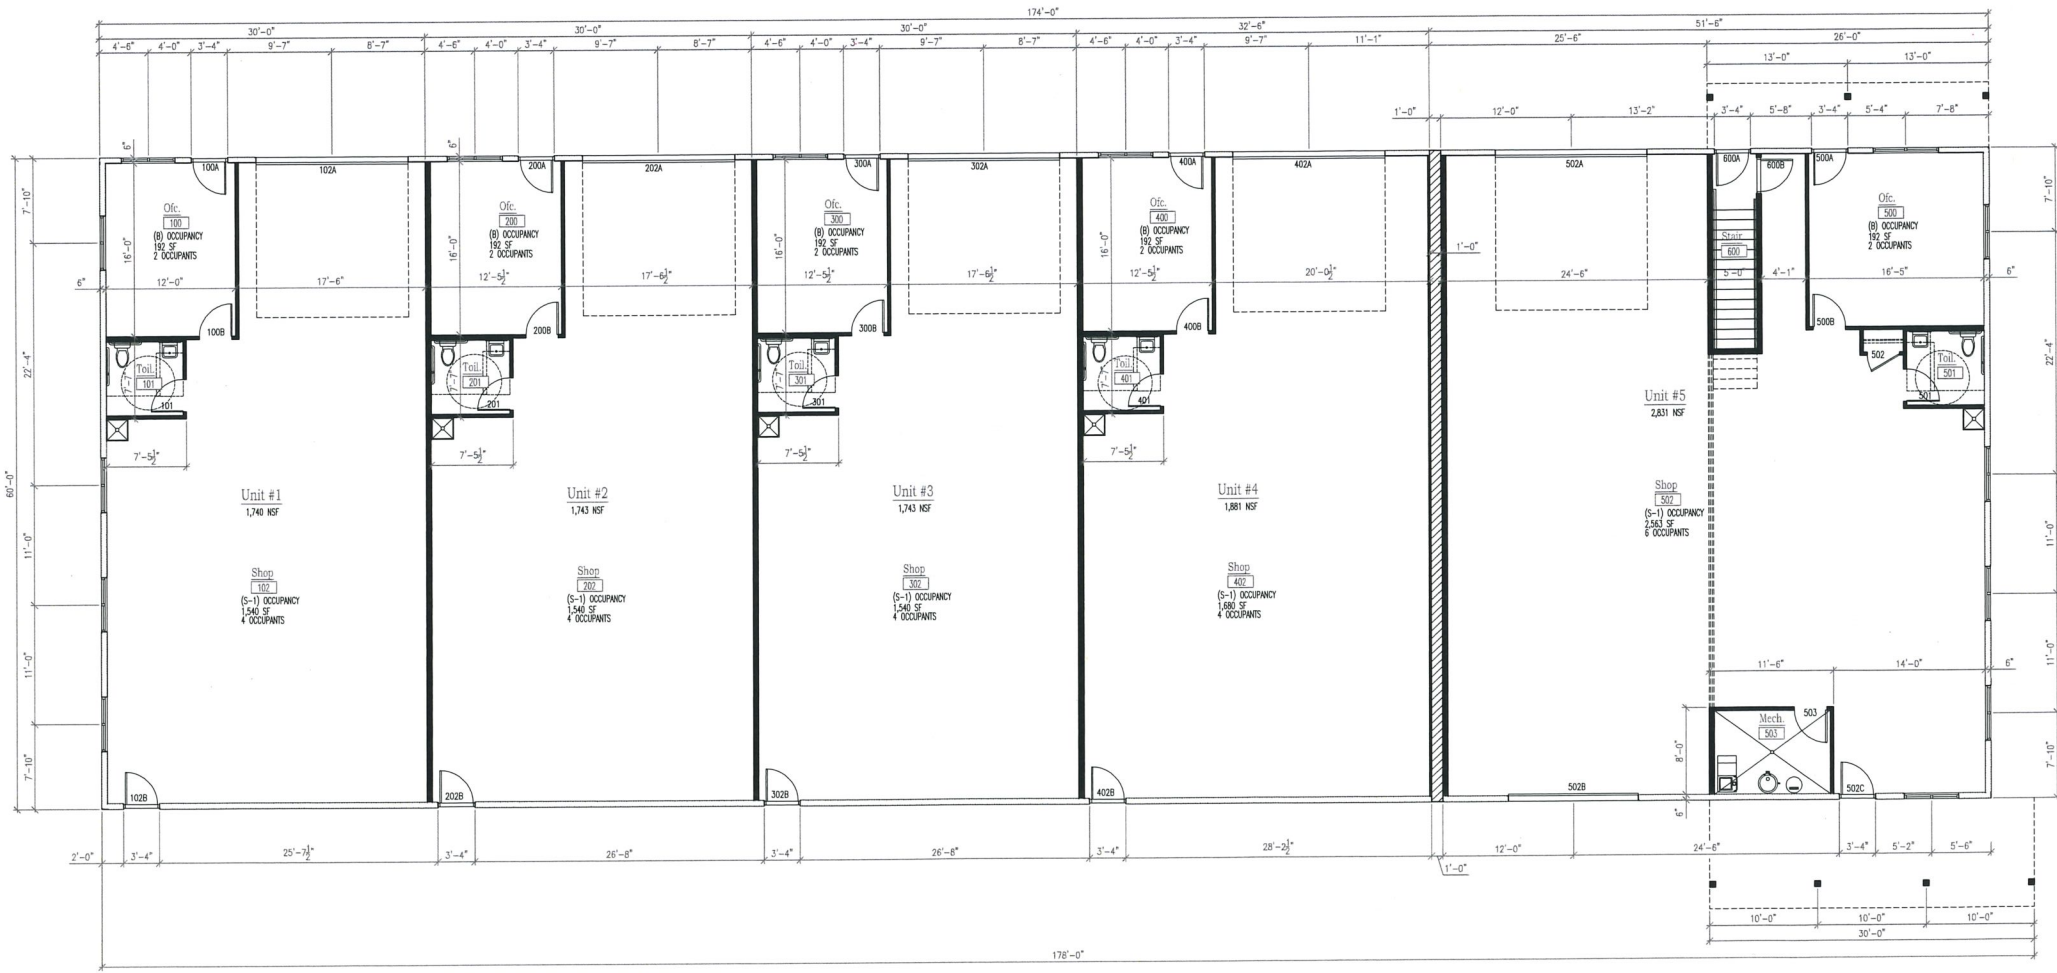 174'-0"
30'-0" 30'-0" 30'-0" 32'-6" 51'-6"
4'-6" 4'-0" 3'-4" 9'-7" 8'-7" 4'-6" 4'-0" 3'-4" 9'-7" 8'-7" 4'-6" 4'-0" 3'-4" 9'-7" 8'-7" 4'-6" 4'-0" 3'-4" 9'-7" 11'-1" 25'-6" 26'-0"
13'-0" 13'-0"
1'-0" 12'-0" 13'-2" 3'-4" 5'-8" 3'-4" 5'-4" 7'-8"
6" 6" 6" 6"
100A 102A 200A 202A 300A 302A 400A 402A 502A 600A 600B 500A
7'-10" 7'-10"
Ofc.
100
(B) OCCUPANCY
192 SF
2 OCCUPANTS
Ofc.
200
(B) OCCUPANCY
192 SF
2 OCCUPANTS
Ofc.
300
(B) OCCUPANCY
192 SF
2 OCCUPANTS
Ofc.
400
(B) OCCUPANCY
192 SF
2 OCCUPANTS
Stair
600
Ofc.
500
(B) OCCUPANCY
192 SF
2 OCCUPANTS
16'-0" 16'-0" 16'-0" 16'-0" 1'-0"
6" 12'-0" 17'-6" 12'-5½" 17'-6½" 12'-5½" 17'-6½" 12'-5½" 20'-0½" 24'-6" 5'-0" 4'-1" 16'-5" 6"
100B 200B 300B 400B 500B
22'-4" 22'-4"
Toil.
101
7'-7"
101
Toil.
201
7'-7"
201
Toil.
301
7'-7"
301
Toil.
401
7'-7"
401
502
Toil.
501
501
7'-5½" 7'-5½" 7'-5½" 7'-5½"
60'-0"
Unit #1
1,740 NSF
Unit #2
1,743 NSF
Unit #3
1,743 NSF
Unit #4
1,881 NSF
Unit #5
2,831 NSF
Shop
102
(S-1) OCCUPANCY
1,540 SF
4 OCCUPANTS
Shop
202
(S-1) OCCUPANCY
1,540 SF
4 OCCUPANTS
Shop
302
(S-1) OCCUPANCY
1,540 SF
4 OCCUPANTS
Shop
402
(S-1) OCCUPANCY
1,680 SF
4 OCCUPANTS
Shop
502
(S-1) OCCUPANCY
2,563 SF
6 OCCUPANTS
11'-0" 11'-0"
11'-0" 11'-0"
11'-6" 14'-0" 6"
Mech.
503
503
8'-0"
7'-10" 7'-10"
102B 202B 302B 402B 502B 502C
6"
2'-0" 3'-4" 25'-7½" 3'-4" 26'-8" 3'-4" 26'-8" 3'-4" 28'-2½" 12'-0" 24'-6" 3'-4" 5'-2" 5'-6"
1'-0"
10'-0" 10'-0" 10'-0"
30'-0"
178'-0"